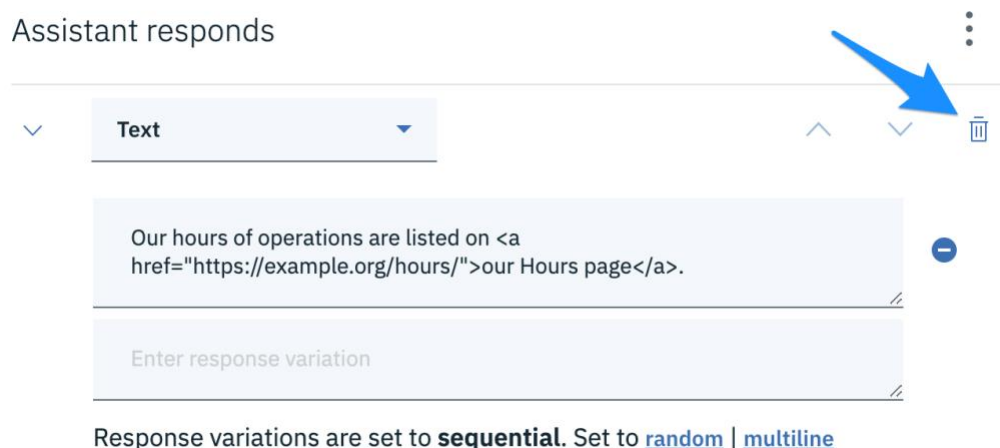 Assistant responds
Text
Our hours of operations are listed on <a
href="https://example.org/hours/">our Hours page</a>.
Enter response variation
Response variations are set to sequential. Set to random | multiline